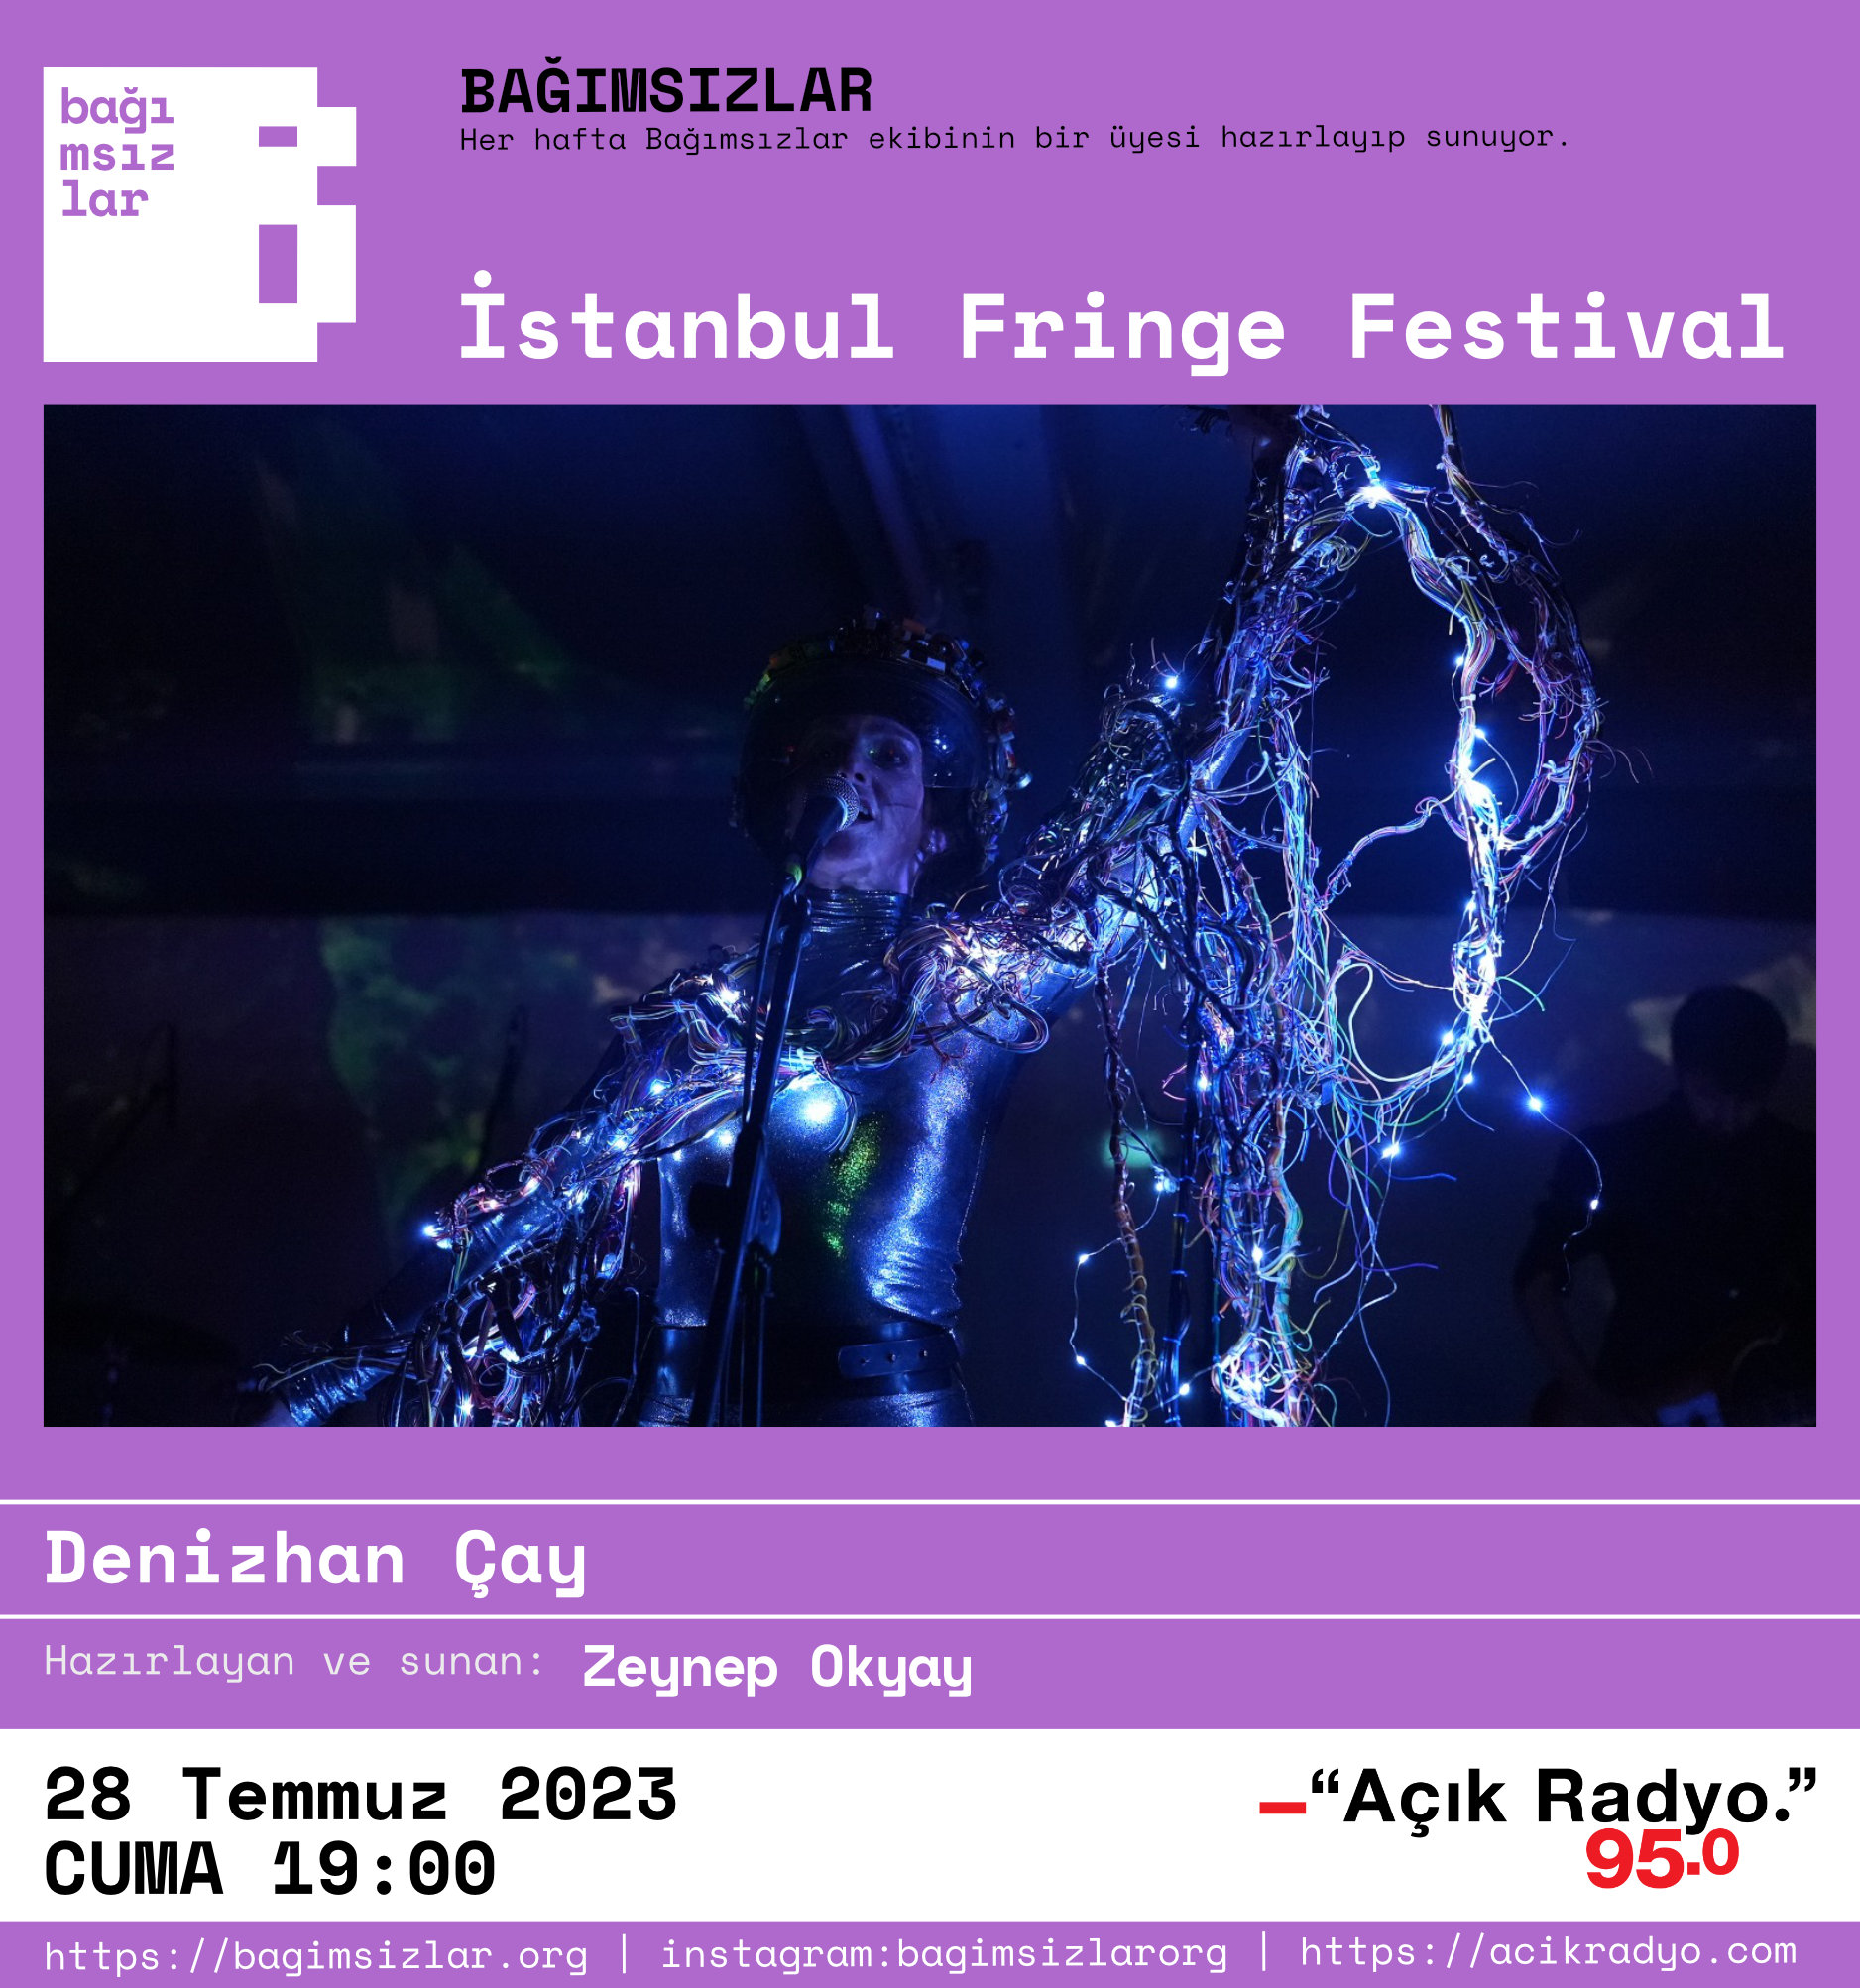 bağı
msız
lar
BAĞIMSIZLAR
Her hafta Bağımsızlar ekibinin bir üyesi hazırlayıp sunuyor.
İstanbul Fringe Festival
Denizhan Çay
Hazırlayan ve sunan: Zeynep Okyay
28 Temmuz 2023
CUMA 19:00
“Açık Radyo.”
95.0
https://bagimsizlar.org | instagram:bagimsizlarorg | https://acikradyo.com